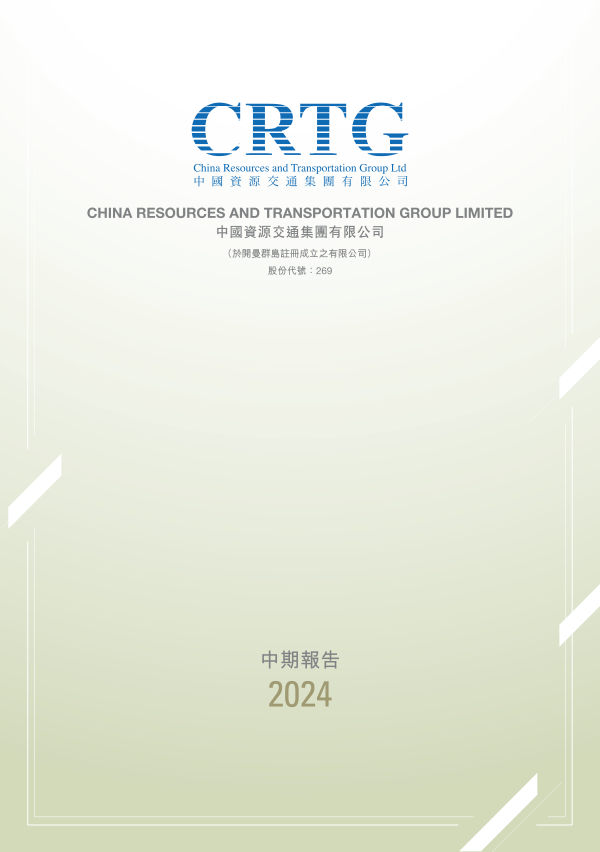 CRTG
China Resources and Transportation Group Ltd
中國資源交通集團有限公司
CHINA RESOURCES AND TRANSPORTATION GROUP LIMITED
中國資源交通集團有限公司
(於開曼群島註冊成立之有限公司)
股份代號：269
中期報告
2024